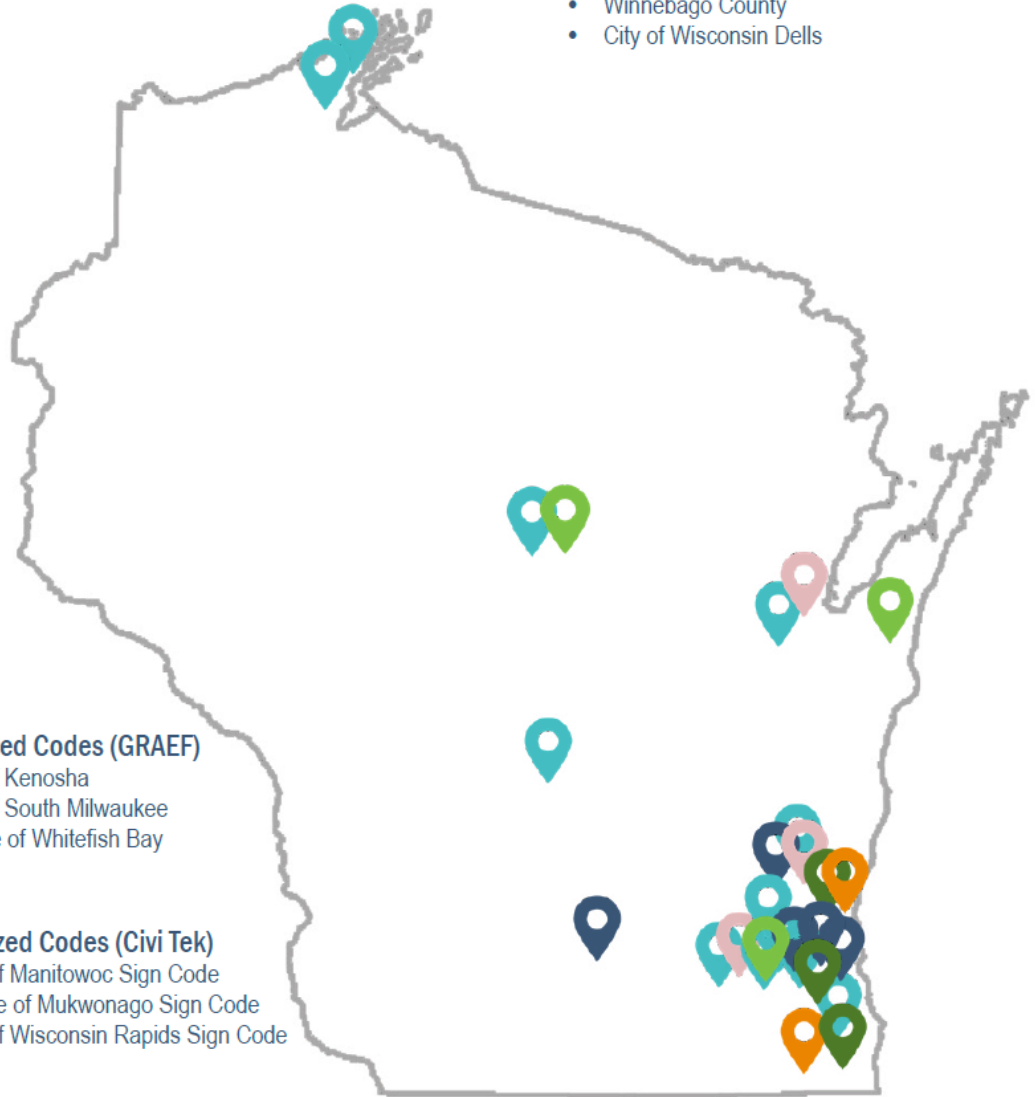 • Winnebago County
• City of Wisconsin Dells
ed Codes (GRAEF)
Kenosha
South Milwaukee
e of Whitefish Bay
zed Codes (Civi Tek)
f Manitowoc Sign Code
e of Mukwonago Sign Code
f Wisconsin Rapids Sign Code